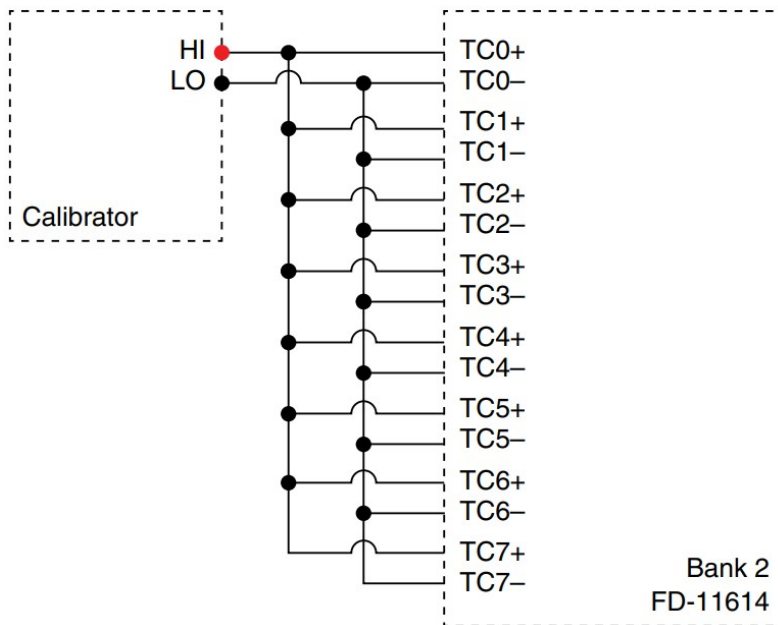 HI
LO
Calibrator
TC0+
TC0–
TC1+
TC1–
TC2+
TC2–
TC3+
TC3–
TC4+
TC4–
TC5+
TC5–
TC6+
TC6–
TC7+
TC7–
Bank 2
FD-11614